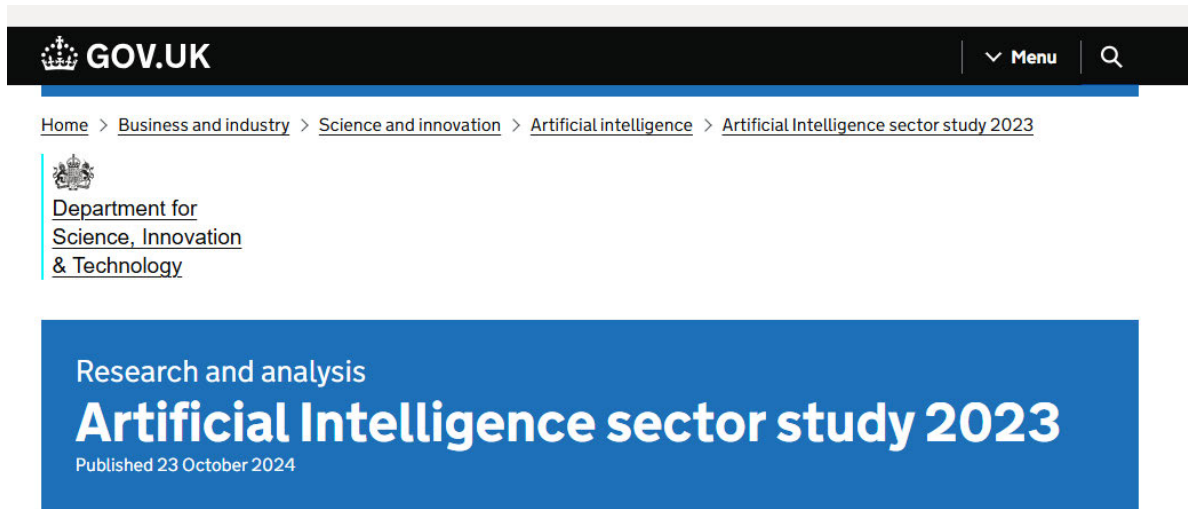 GOV.UK Menu
Home > Business and industry > Science and innovation > Artificial intelligence > Artificial Intelligence sector study 2023
Department for
Science, Innovation
& Technology
Research and analysis
Artificial Intelligence sector study 2023
Published 23 October 2024